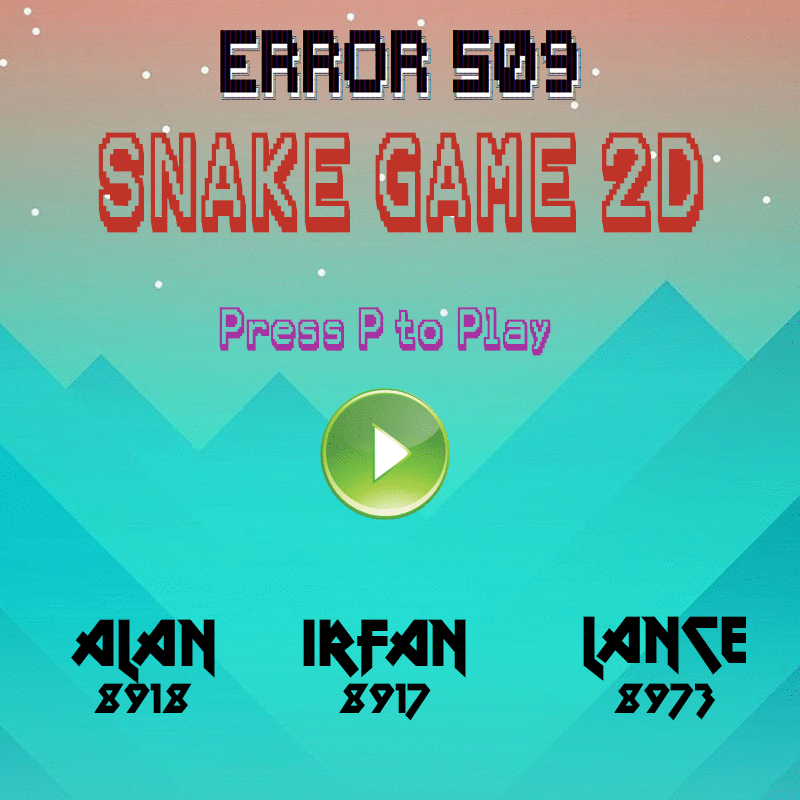 ERROR 509
SNAKE GAME 2D
Press P to Play
ALAN IRFAN LANCE
8918 8917 8973